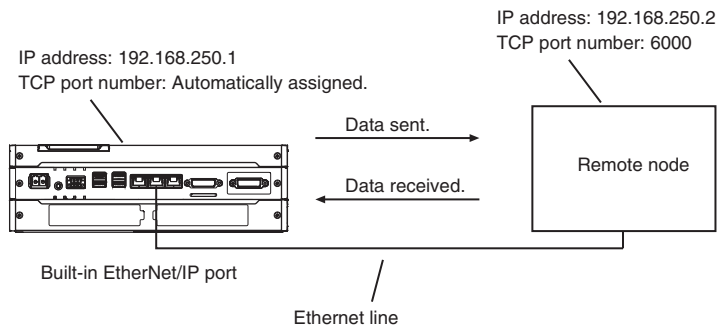 IP address: 192.168.250.2
TCP port number: 6000
IP address: 192.168.250.1
TCP port number: Automatically assigned.
Data sent.
Remote node
Data received.
Built-in EtherNet/IP port
Ethernet line